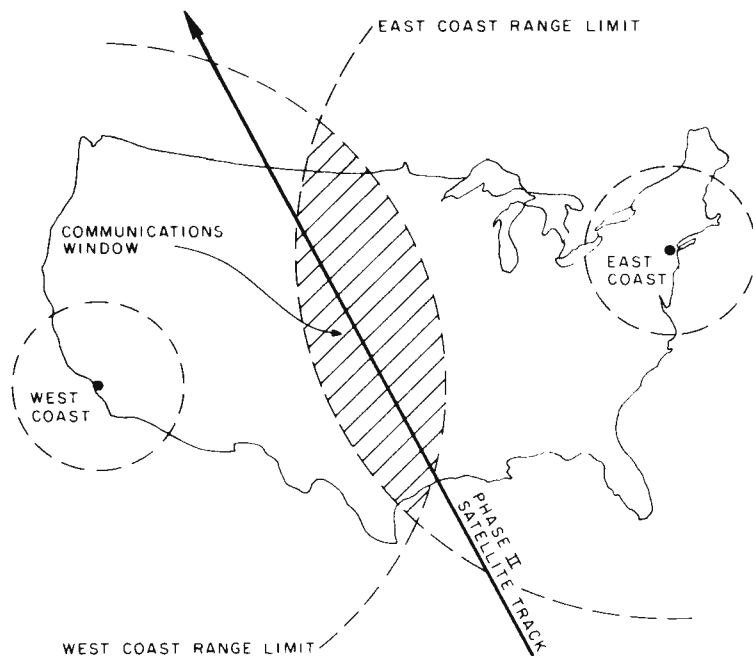 EAST COAST RANGE LIMIT
COMMUNICATIONS
WINDOW
EAST
COAST
WEST
COAST
PHASE II
SATELLITE TRACK
WEST COAST RANGE LIMIT